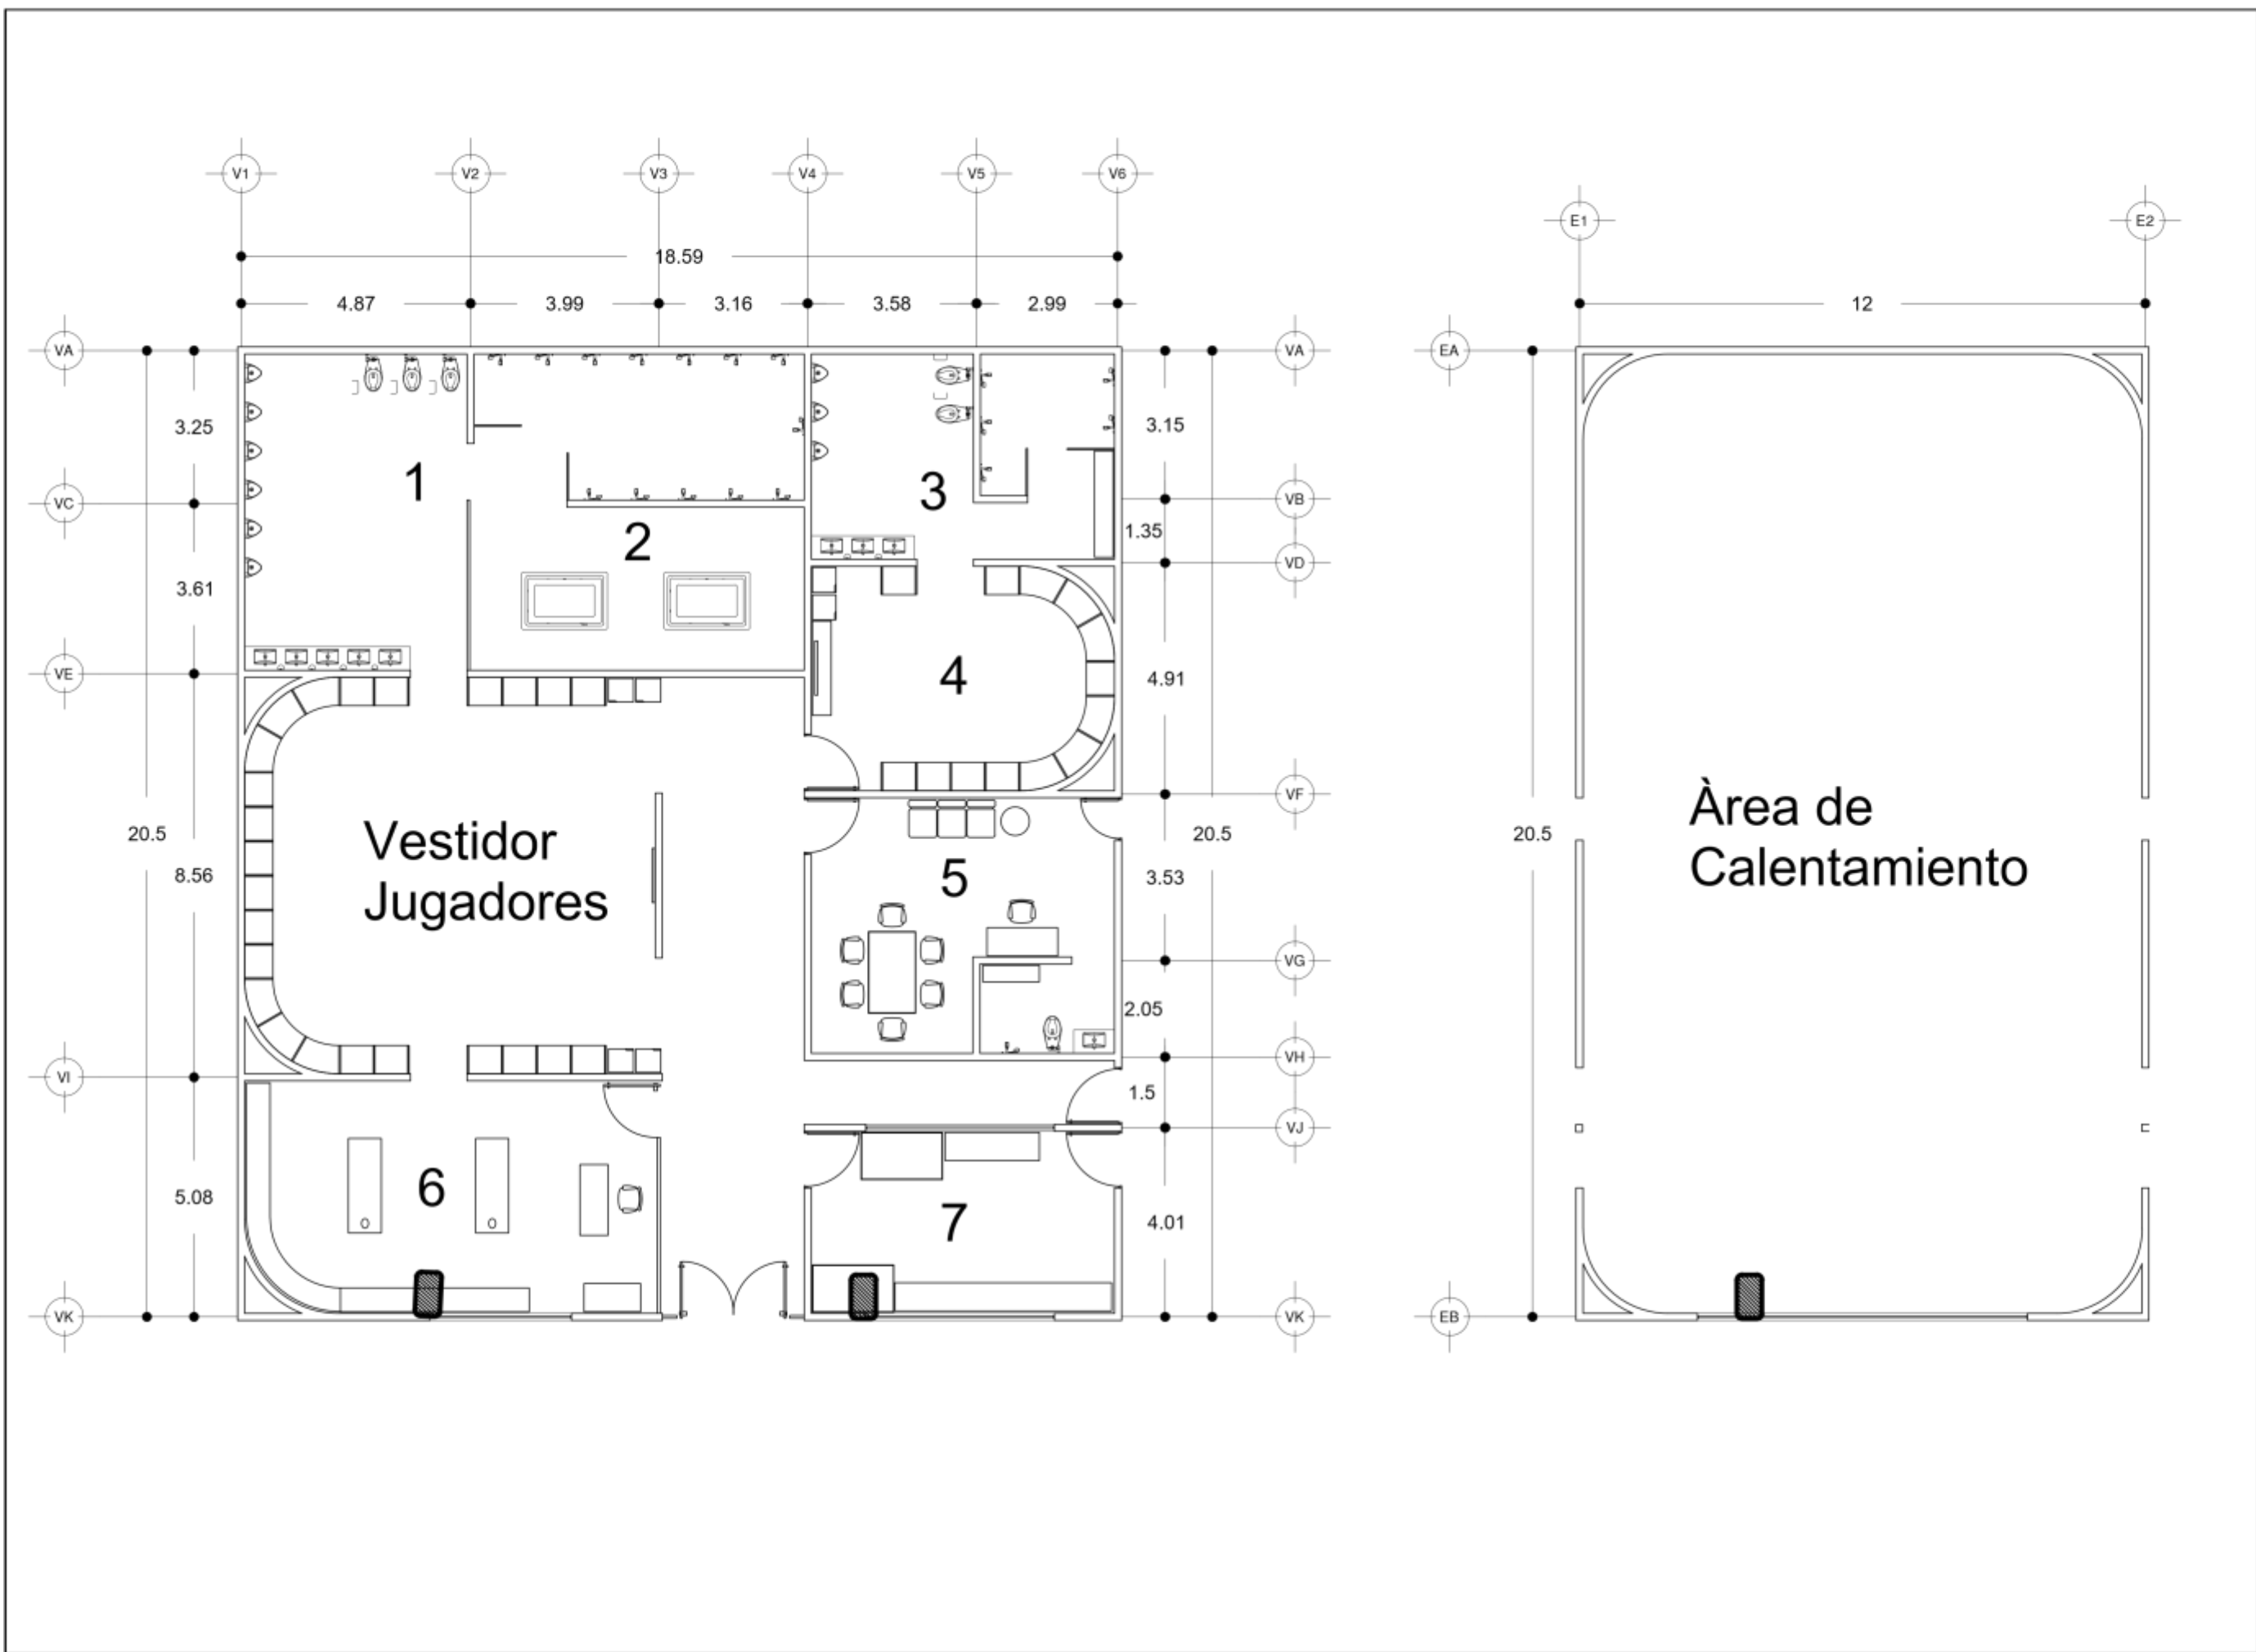 V1 V2 V3 V4 V5 V6
E1 E2
18.59
4.87 3.99 3.16 3.58 2.99
12
VA VA EA
3.25 3.15
1 3
VC VB
2
1.35
VD
3.61
VE
4 4.91
VF
Vestidor
Jugadores
Àrea de
Calentamiento
20.5 20.5 20.5
8.56 5 3.53
VG
2.05
VI VH
1.5
VJ
5.08 6 7 4.01
VK VK EB